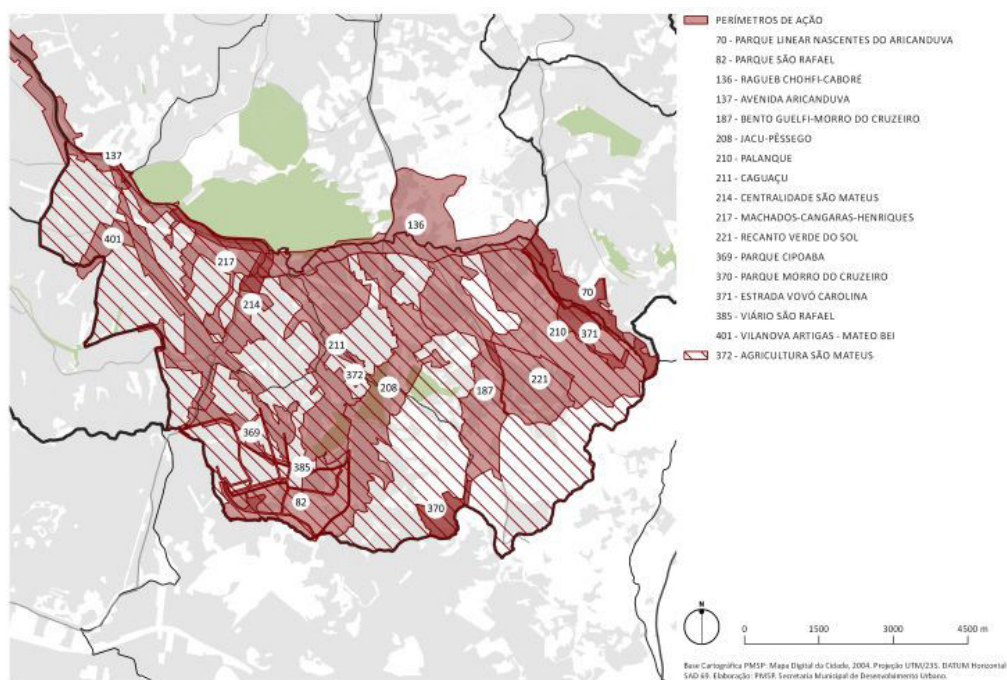 PERÍMETROS DE AÇÃO
70 - PARQUE LINEAR NASCENTES DO ARICANDUVA
82 - PARQUE SÃO RAFAEL
136 - RAGUEB CHOHFI-CABORÉ
137 - AVENIDA ARICANDUVA
187 - BENTO GUELFI-MORRO DO CRUZEIRO
208 - JACU-PÊSSEGO
210 - PALANQUE
211 - CAGUAÇU
214 - CENTRALIDADE SÃO MATEUS
217 - MACHADOS-CANGARAS-HENRIQUES
221 - RECANTO VERDE DO SOL
369 - PARQUE CIPOABA
370 - PARQUE MORRO DO CRUZEIRO
371 - ESTRADA VOVÓ CAROLINA
385 - VIÁRIO SÃO RAFAEL
401 - VILANOVA ARTIGAS - MATEO BEI
372 - AGRICULTURA SÃO MATEUS
137
136
401
217
70
214
210
371
211
372
208
221
187
369
385
82
370
N
0 1500 3000 4500 m
Base Cartográfica PMSP: Mapa Digital da Cidade, 2004. Projeção UTM/23S. DATUM Horizontal
SAD 69. Elaboração: PMSP. Secretaria Municipal de Desenvolvimento Urbano.